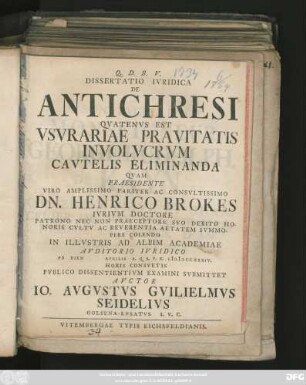 Q. D. B. V.
DISSERTATIO IVRIDICA
DE
ANTICHRESI
QVATENVS EST
VSVRARIAE PRAVITATIS
INVOLVCRVM
CAVTELIS ELIMINANDA
QVAM
PRAESIDENTE
VIRO AMPLISSIMO PARITER AC CONSVLTISSIMO
DN. HENRICO BROKES
IVRIVM DOCTORE
PATRONO NEC NON PRAECEPTORE SVO DEBITO HO
NORIS CVLTV AC REVERENTIA AETATEM SVMMO-
PERE COLENDO
IN ILLVSTRIS AD ALBIM ACADEMIAE
AVDITORIO IVRIDICO
HORIS CONSVETIS
PVBLICO DISSENTIENTIVM EXAMINI SVBMITTET
AVCTOR
IO. AVGVSTVS GVILIELMVS
SEIDELIVS
I. V. C.
VITEMBERGAE TYPIS EICHSFELDIANIS.
34